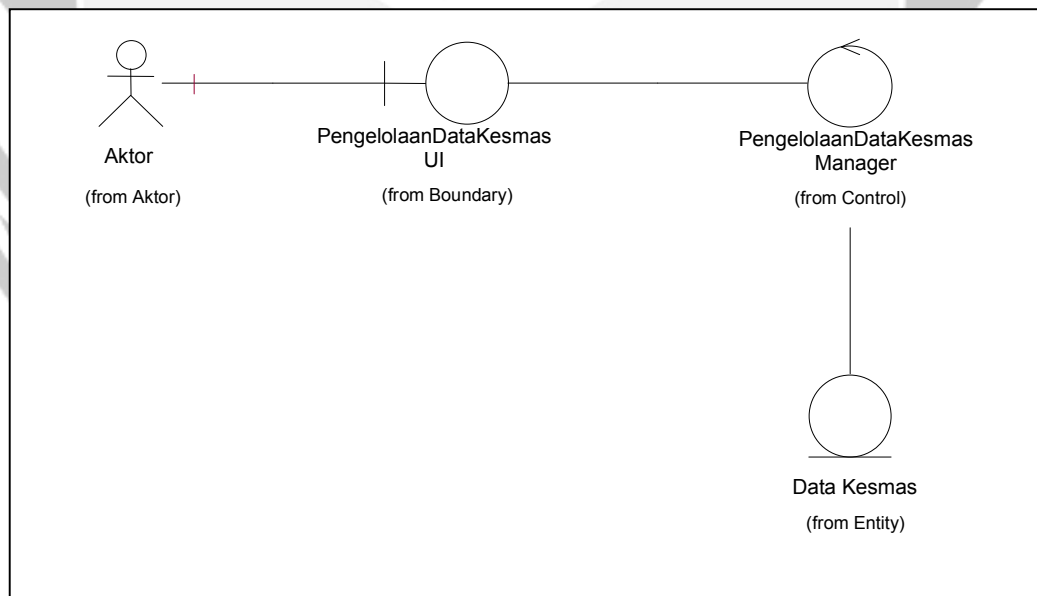 Aktor
(from Aktor)
PengelolaanDataKesmas
UI
(from Boundary)
PengelolaanDataKesmas
Manager
(from Control)
Data Kesmas
(from Entity)